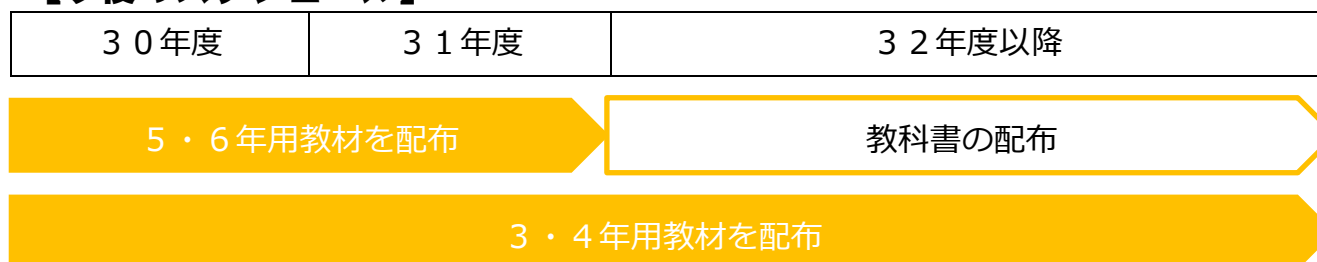 ３０年度 ３１年度 ３２年度以降
５・６年用教材を配布 教科書の配布
３・４年用教材を配布